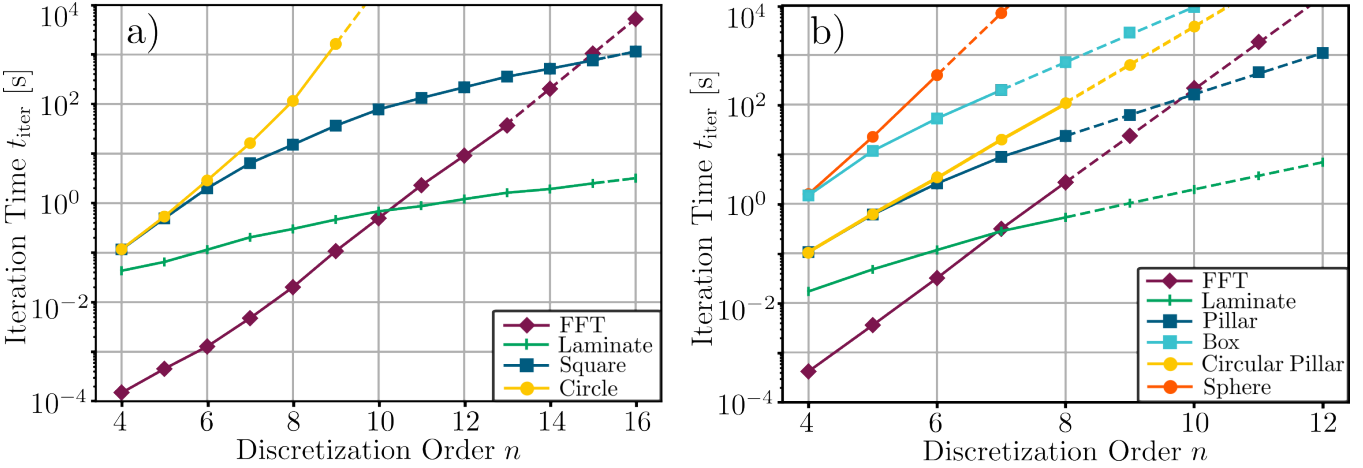 a)
Iteration Time t_iter [s]
10^4
10^2
10^0
10^−2
10^−4
4 6 8 10 12 14 16
Discretization Order n
FFT
Laminate
Square
Circle
b)
Iteration Time t_iter [s]
10^4
10^2
10^0
10^−2
10^−4
4 6 8 10 12
Discretization Order n
FFT
Laminate
Pillar
Box
Circular Pillar
Sphere